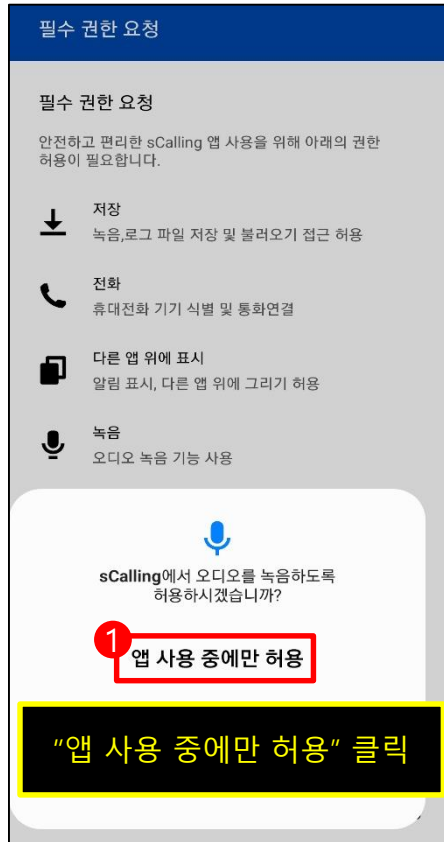 필수 권한 요청
필수 권한 요청
안전하고 편리한 sCalling 앱 사용을 위해 아래의 권한
허용이 필요합니다.
저장
녹음,로그 파일 저장 및 불러오기 접근 허용
전화
휴대전화 기기 식별 및 통화연결
다른 앱 위에 표시
알림 표시, 다른 앱 위에 그리기 허용
녹음
오디오 녹음 기능 사용
sCalling에서 오디오를 녹음하도록
허용하시겠습니까?
1
앱 사용 중에만 허용
"앱 사용 중에만 허용" 클릭